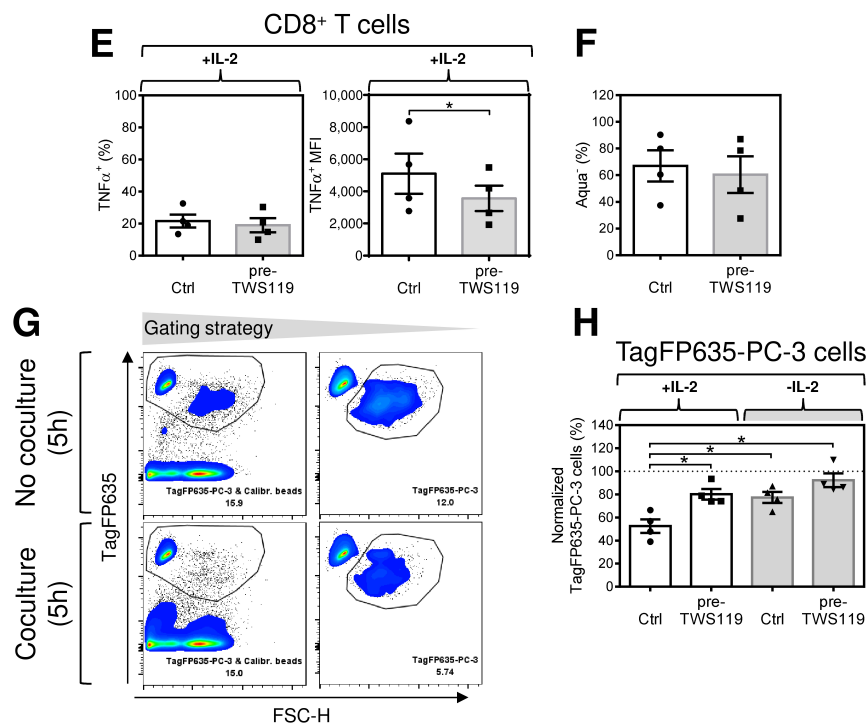 E
CD8⁺ T cells
+IL-2
+IL-2
TNFα⁺ (%)
100
80
60
40
20
0
Ctrl
pre-
TWS119
TNFα⁺ MFI
10,000
8,000
6,000
4,000
2,000
0
*
Ctrl
pre-
TWS119
F
Aqua⁻ (%)
120
100
80
60
40
20
0
Ctrl
pre-
TWS119
G
Gating strategy
No coculture
(5h)
TagFP635-PC-3 & Calibr. beads
15.9
TagFP635-PC-3
12.0
TagFP635
Coculture
(5h)
TagFP635-PC-3 & Calibr. beads
15.0
TagFP635-PC-3
5.74
FSC-H
H
TagFP635-PC-3 cells
+IL-2
-IL-2
Normalized
TagFP635-PC-3 cells (%)
140
120
100
80
60
40
20
0
*
*
*
Ctrl
pre-
TWS119
Ctrl
pre-
TWS119